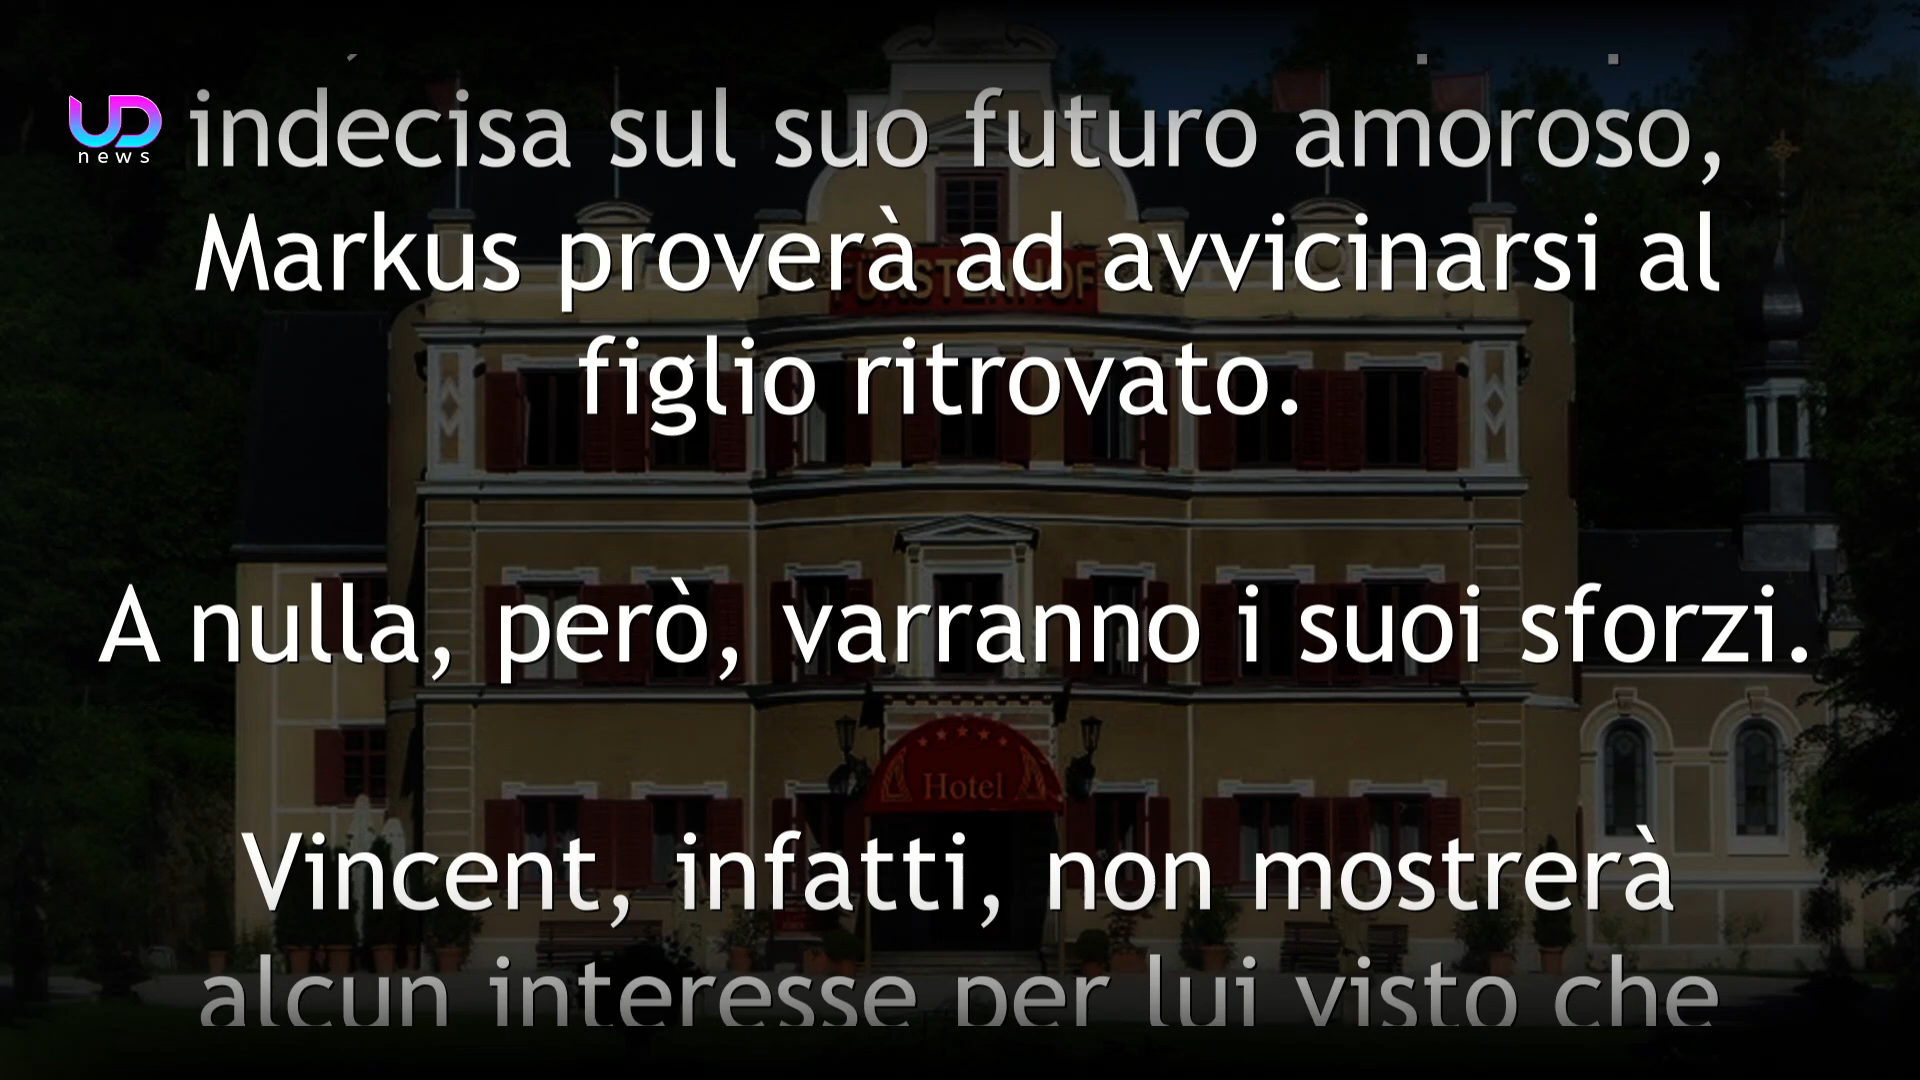 UD
news
indecisa sul suo futuro amoroso,
Markus proverà ad avvicinarsi al
FÜRSTENHOF
figlio ritrovato.
A nulla, però, varranno i suoi sforzi.
Hotel
Vincent, infatti, non mostrerà
alcun interesse per lui visto che